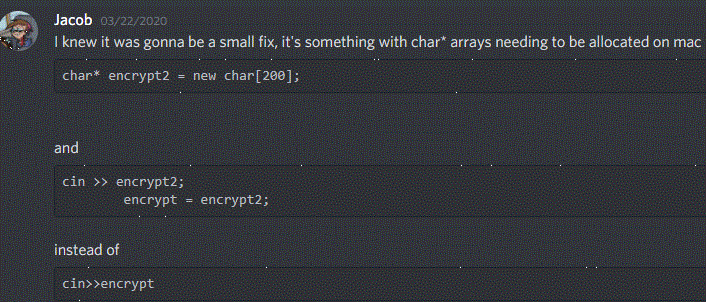 Jacob 03/22/2020
I knew it was gonna be a small fix, it's something with char* arrays needing to be allocated on mac
char* encrypt2 = new char[200];
and
cin >> encrypt2;
encrypt = encrypt2;
instead of
cin>>encrypt